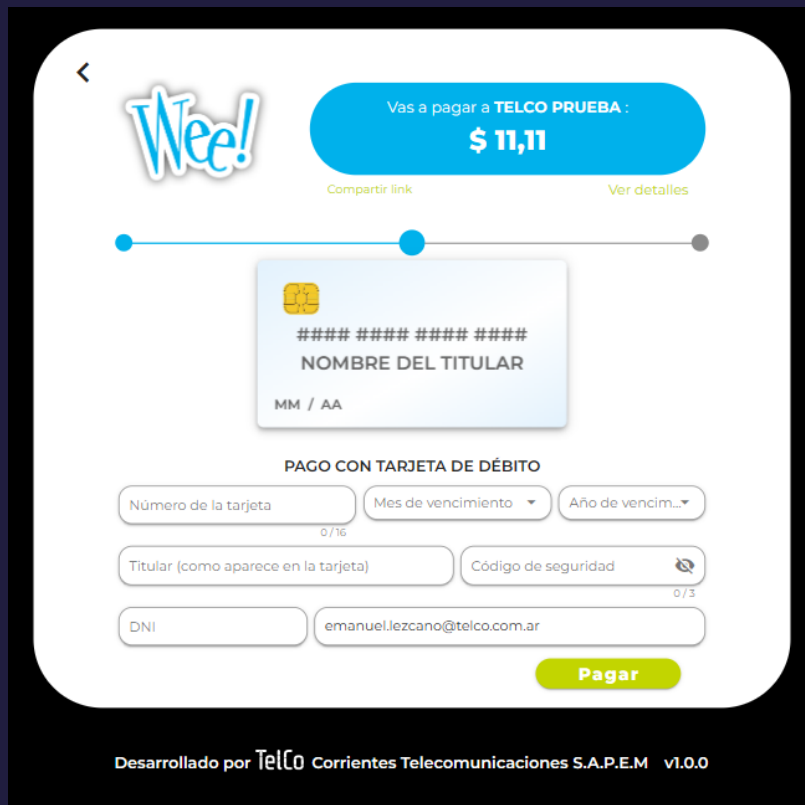 Wee!
Vas a pagar a TELCO PRUEBA :
$ 11,11
Compartir link
Ver detalles
#### #### #### ####
NOMBRE DEL TITULAR
MM / AA
PAGO CON TARJETA DE DÉBITO
Número de la tarjeta
Mes de vencimiento
Año de vencim...
0/16
Titular (como aparece en la tarjeta)
Código de seguridad
0/3
DNI
emanuel.lezcano@telco.com.ar
Pagar
Desarrollado por TelCo Corrientes Telecomunicaciones S.A.P.E.M v1.0.0